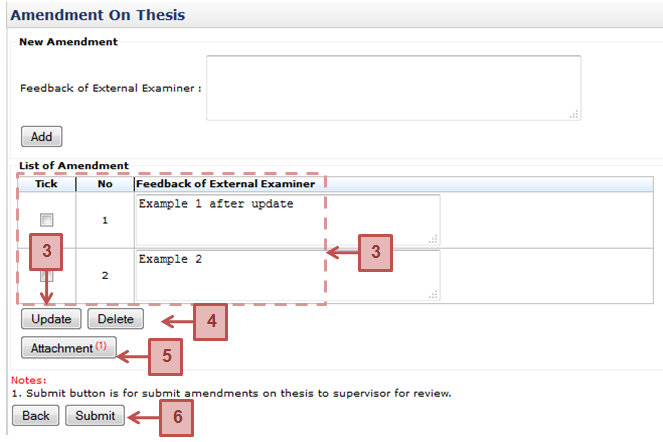 Amendment On Thesis
New Amendment
Feedback of External Examiner :
Add
List of Amendment
Tick No Feedback of External Examiner
1 Example 1 after update
3 3
2 Example 2
Update Delete 4
Attachment (1) 5
Notes:
1. Submit button is for submit amendments on thesis to supervisor for review.
Back Submit 6